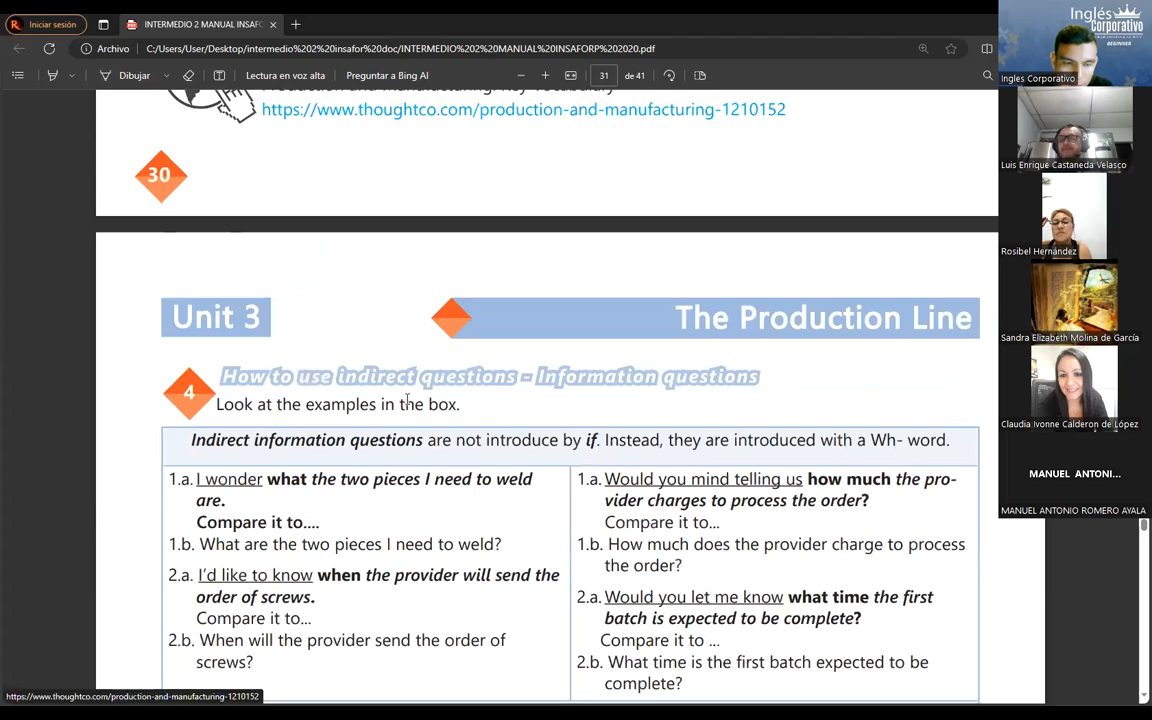 Iniciar sesión
INTERMEDIO 2 MANUAL INSAFO
Archivo
C:/Users/User/Desktop/intermedio%202%20insafor%20doc/INTERMEDIO%202%20MANUAL%20INSAFORP%202020.pdf
Dibujar
Lectura en voz alta
Preguntar a Bing AI
31 de 41
https://www.thoughtco.com/production-and-manufacturing-1210152
30
Unit 3
The Production Line
4
How to use indirect questions - Information questions
Look at the examples in the box.
Indirect information questions are not introduce by if. Instead, they are introduced with a Wh- word.
1.a. I wonder what the two pieces I need to weld
are.
Compare it to....
1.b. What are the two pieces I need to weld?
2.a. I'd like to know when the provider will send the
order of screws.
Compare it to...
2.b. When will the provider send the order of
screws?
1.a. Would you mind telling us how much the pro-
vider charges to process the order?
Compare it to...
1.b. How much does the provider charge to process
the order?
2.a. Would you let me know what time the first
batch is expected to be complete?
Compare it to ...
2.b. What time is the first batch expected to be
complete?
https://www.thoughtco.com/production-and-manufacturing-1210152
Inglés
Corporativo
BEGINNER
Ingles Corporativo
Luis Enrique Castaneda Velasco
Rosibel Hernández
Sandra Elizabeth Molina de García
Claudia Ivonne Calderon de López
MANUEL ANTONI...
MANUEL ANTONIO ROMERO AYALA